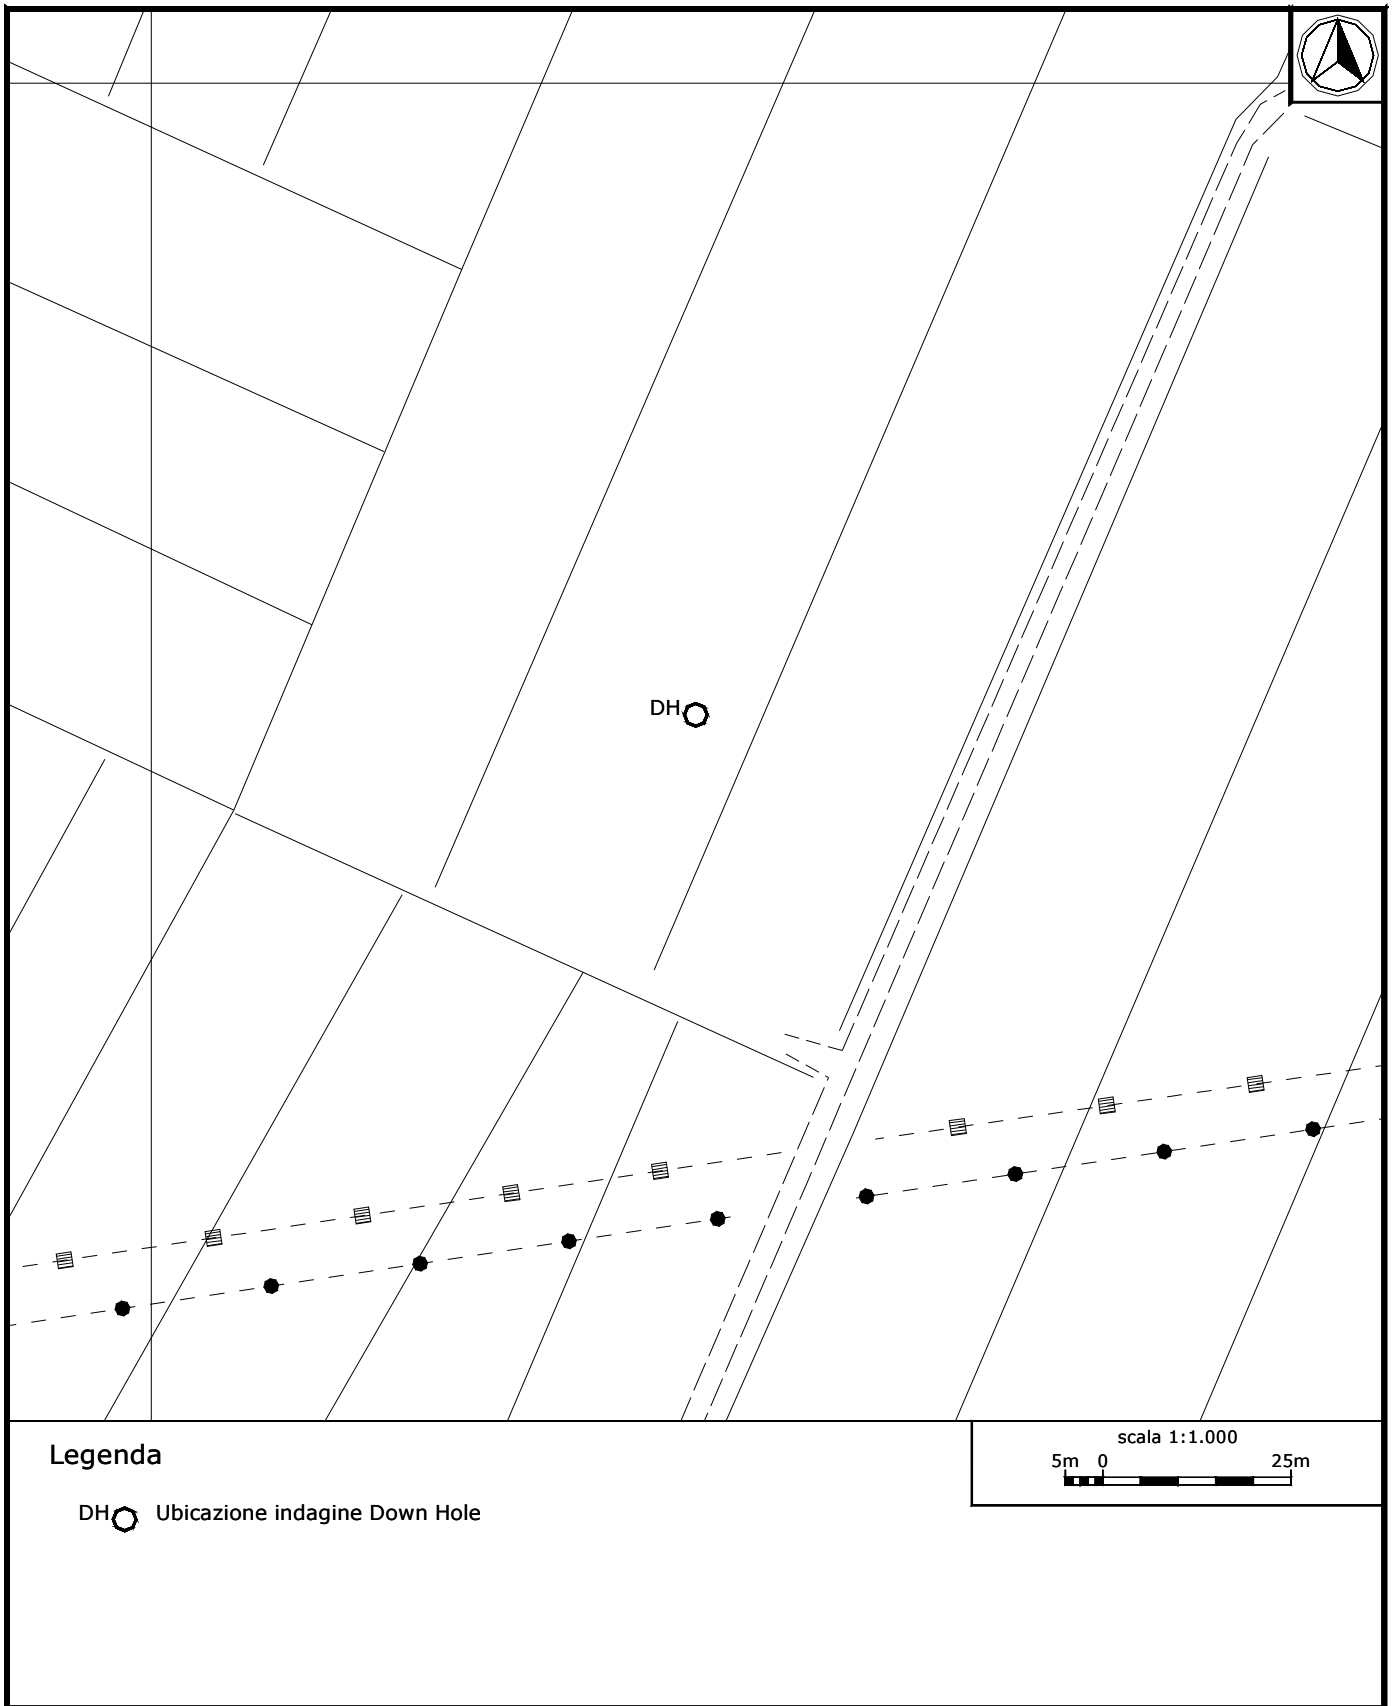 DH
Legenda
scala 1:1.000
5m 0 25m
DH Ubicazione indagine Down Hole